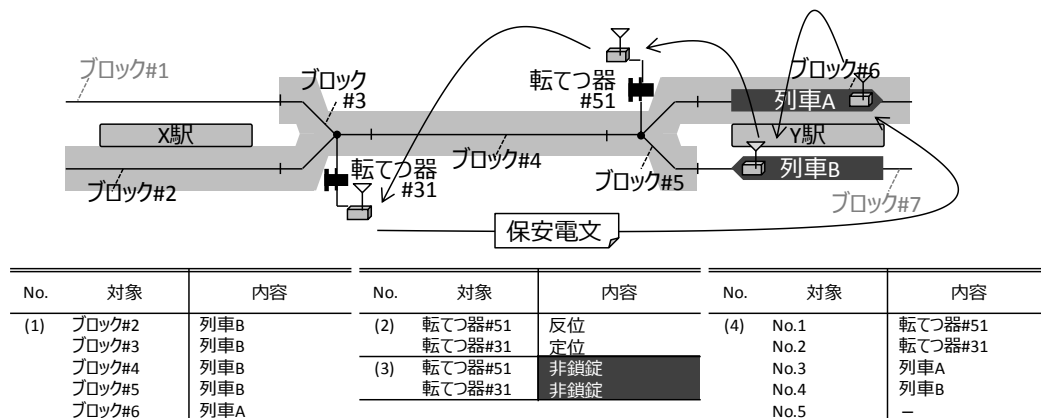 ブロック#1
ブロック
#3
転てつ器
#51
ブロック#6
列車A
X駅
Y駅
ブロック#4
ブロック#2
転てつ器
#31
ブロック#5
列車B
ブロック#7
保安電文
No. 対象 内容
(1) ブロック#2 列車B
ブロック#3 列車B
ブロック#4 列車B
ブロック#5 列車B
ブロック#6 列車A
No. 対象 内容
(2) 転てつ器#51 反位
転てつ器#31 定位
(3) 転てつ器#51 非鎖錠
転てつ器#31 非鎖錠
No. 対象 内容
(4) No.1 転てつ器#51
No.2 転てつ器#31
No.3 列車A
No.4 列車B
No.5 －